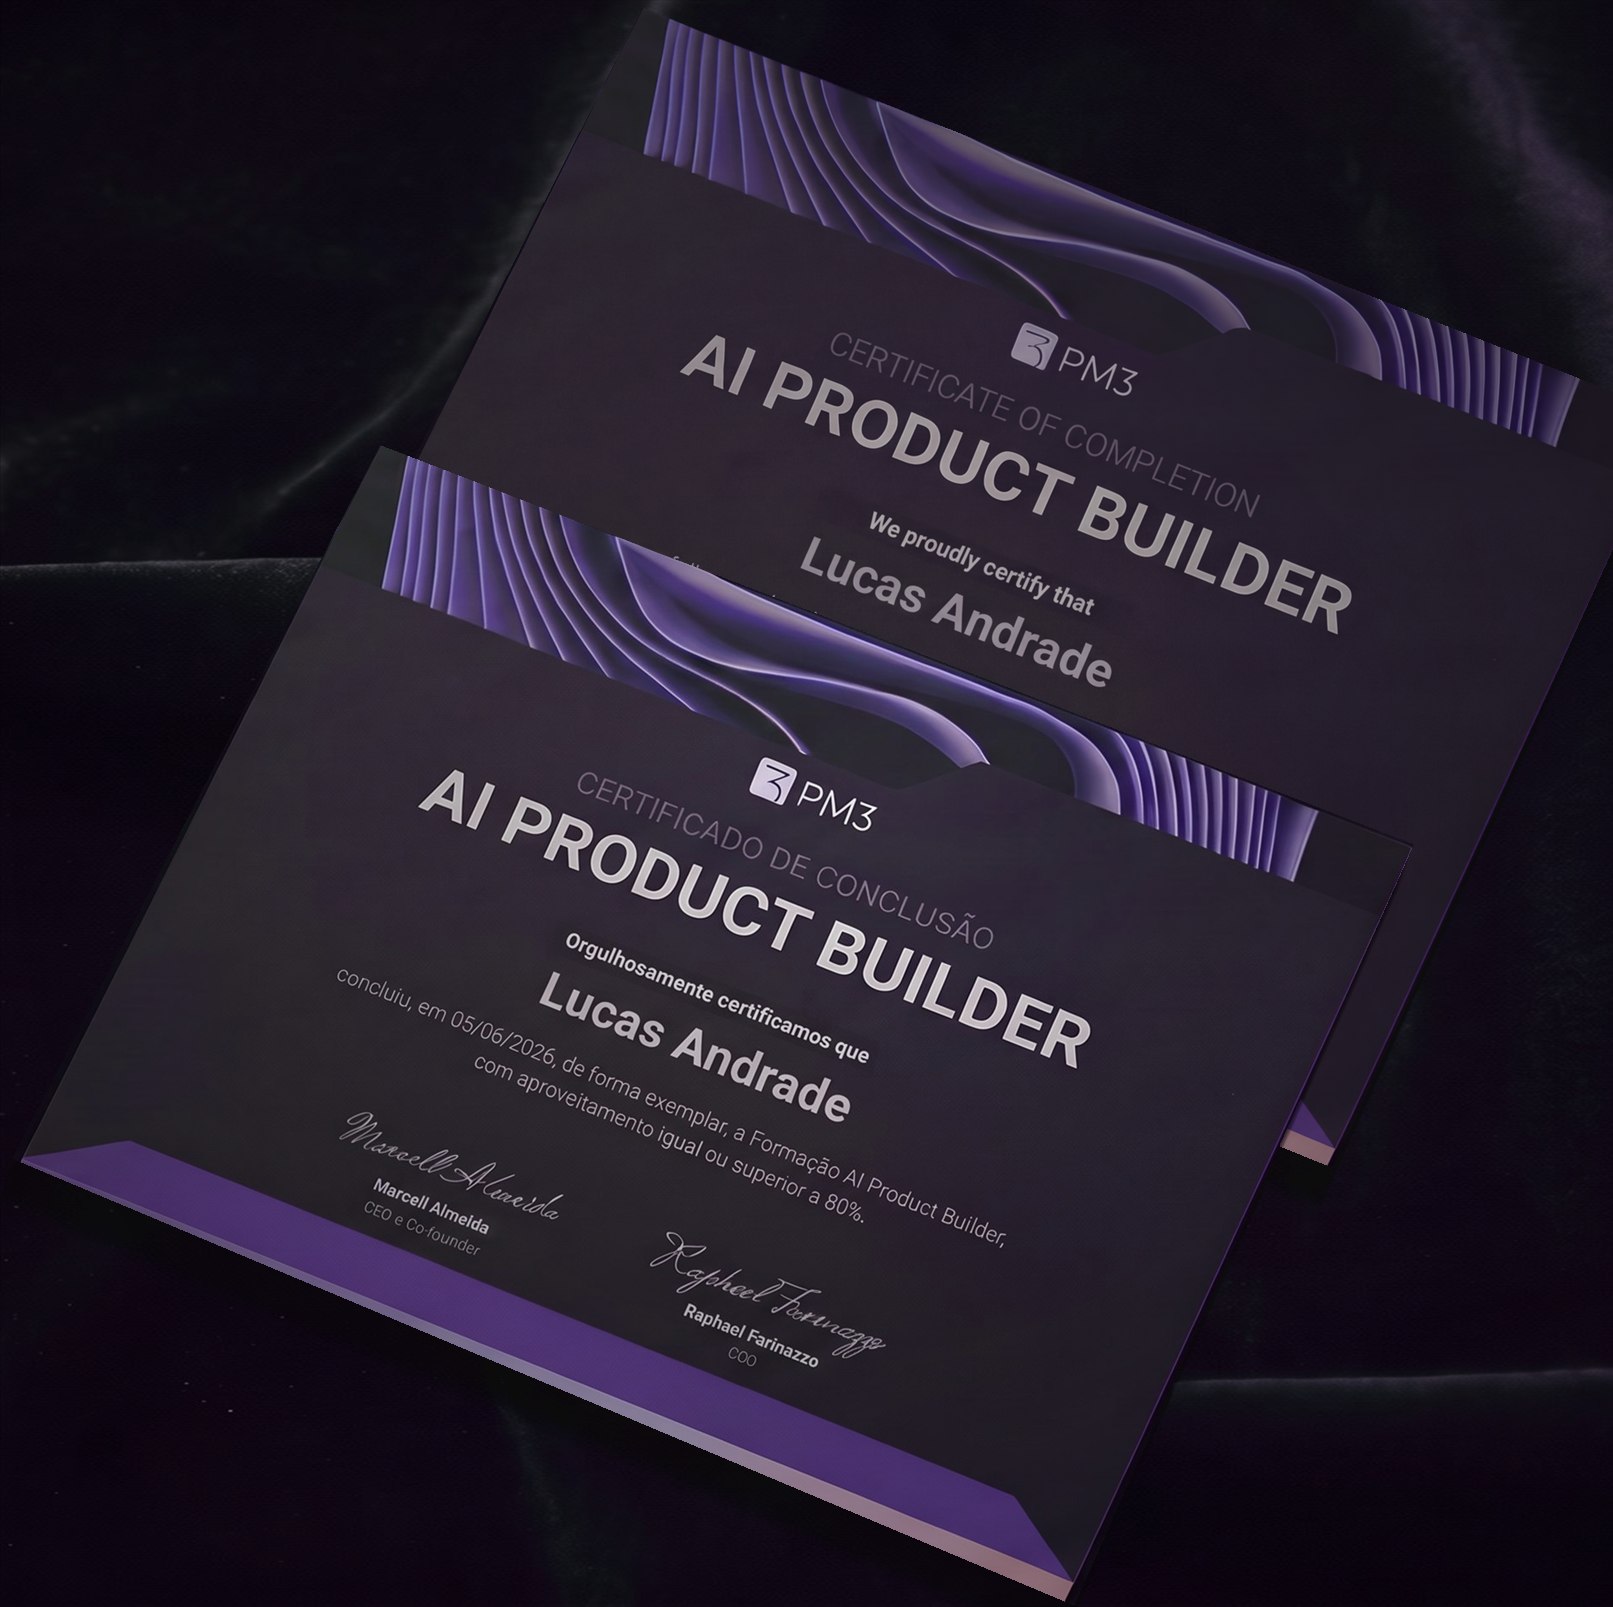 PM3
CERTIFICATE OF COMPLETION
AI PRODUCT BUILDER
We proudly certify that
Lucas Andrade
PM3
CERTIFICADO DE CONCLUSÃO
AI PRODUCT BUILDER
Orgulhosamente certificamos que
Lucas Andrade
concluiu, em 05/06/2026, de forma exemplar, a Formação AI Product Builder,
com aproveitamento igual ou superior a 80%.
Marcell Almeida
Marcell Almeida
CEO e Co-founder
Raphael Farinazzo
Raphael Farinazzo
COO